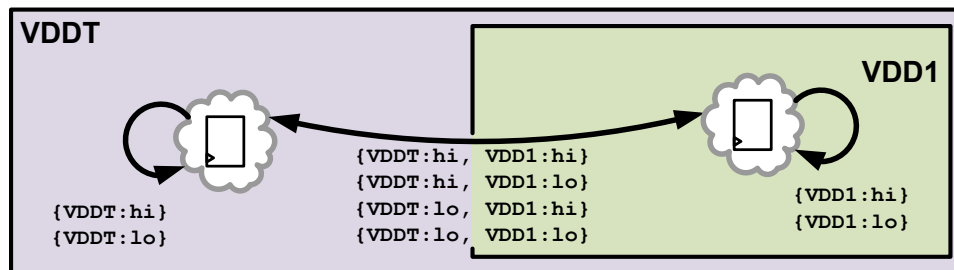 VDDT
VDD1
{VDDT:hi, VDD1:hi}
{VDDT:hi, VDD1:lo}
{VDDT:lo, VDD1:hi}
{VDDT:lo, VDD1:lo}
{VDDT:hi}
{VDDT:lo}
{VDD1:hi}
{VDD1:lo}